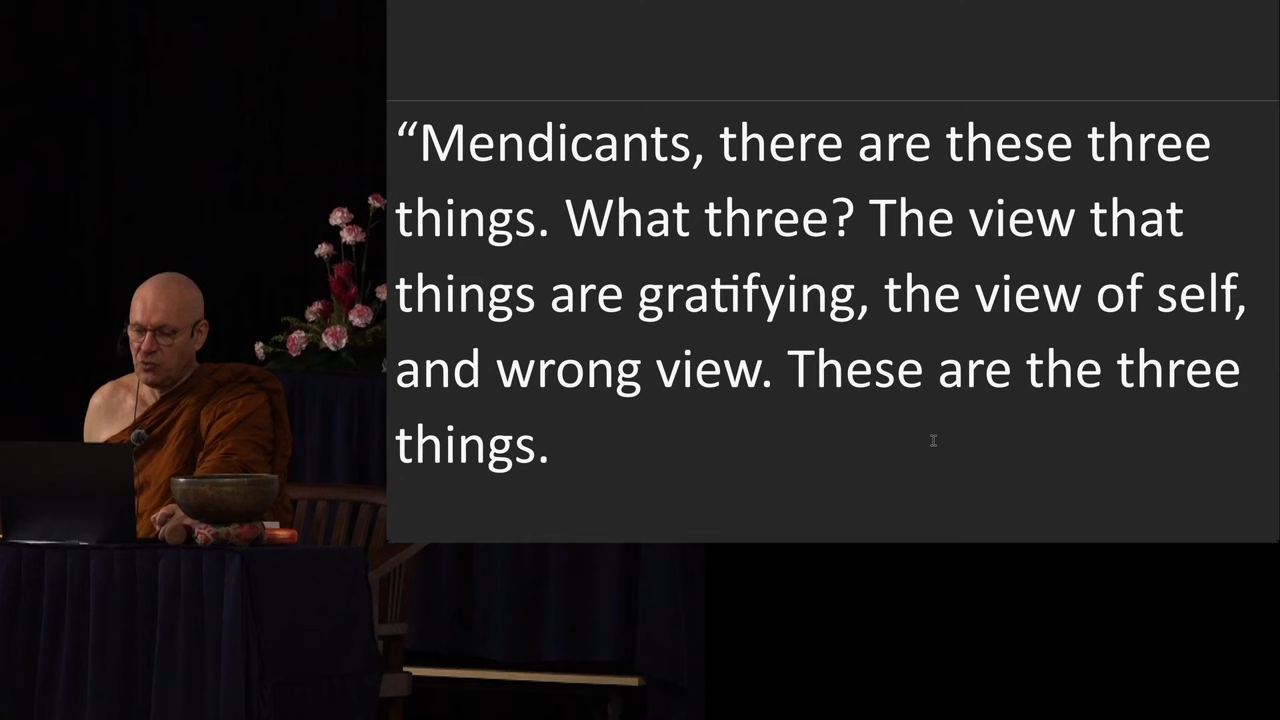 “Mendicants, there are these three
things. What three? The view that
things are gratifying, the view of self,
and wrong view. These are the three
things.